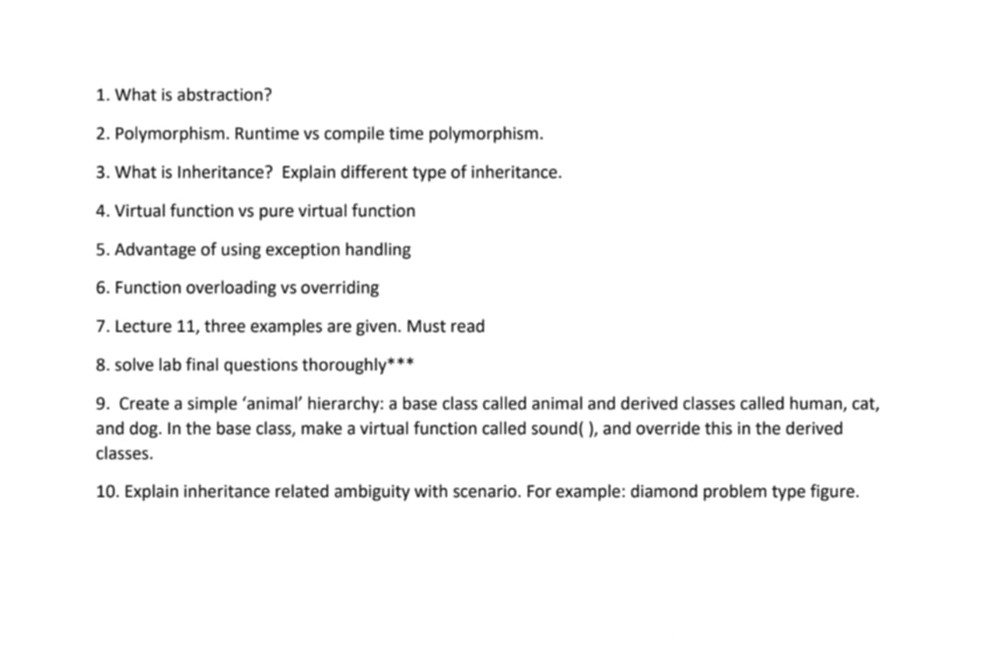 1. What is abstraction?
2. Polymorphism. Runtime vs compile time polymorphism.
3. What is Inheritance?  Explain different type of inheritance.
4. Virtual function vs pure virtual function
5. Advantage of using exception handling
6. Function overloading vs overriding
7. Lecture 11, three examples are given. Must read
8. solve lab final questions thoroughly***
9.  Create a simple ‘animal’ hierarchy: a base class called animal and derived classes called human, cat,
and dog. In the base class, make a virtual function called sound( ), and override this in the derived
classes.
10. Explain inheritance related ambiguity with scenario. For example: diamond problem type figure.